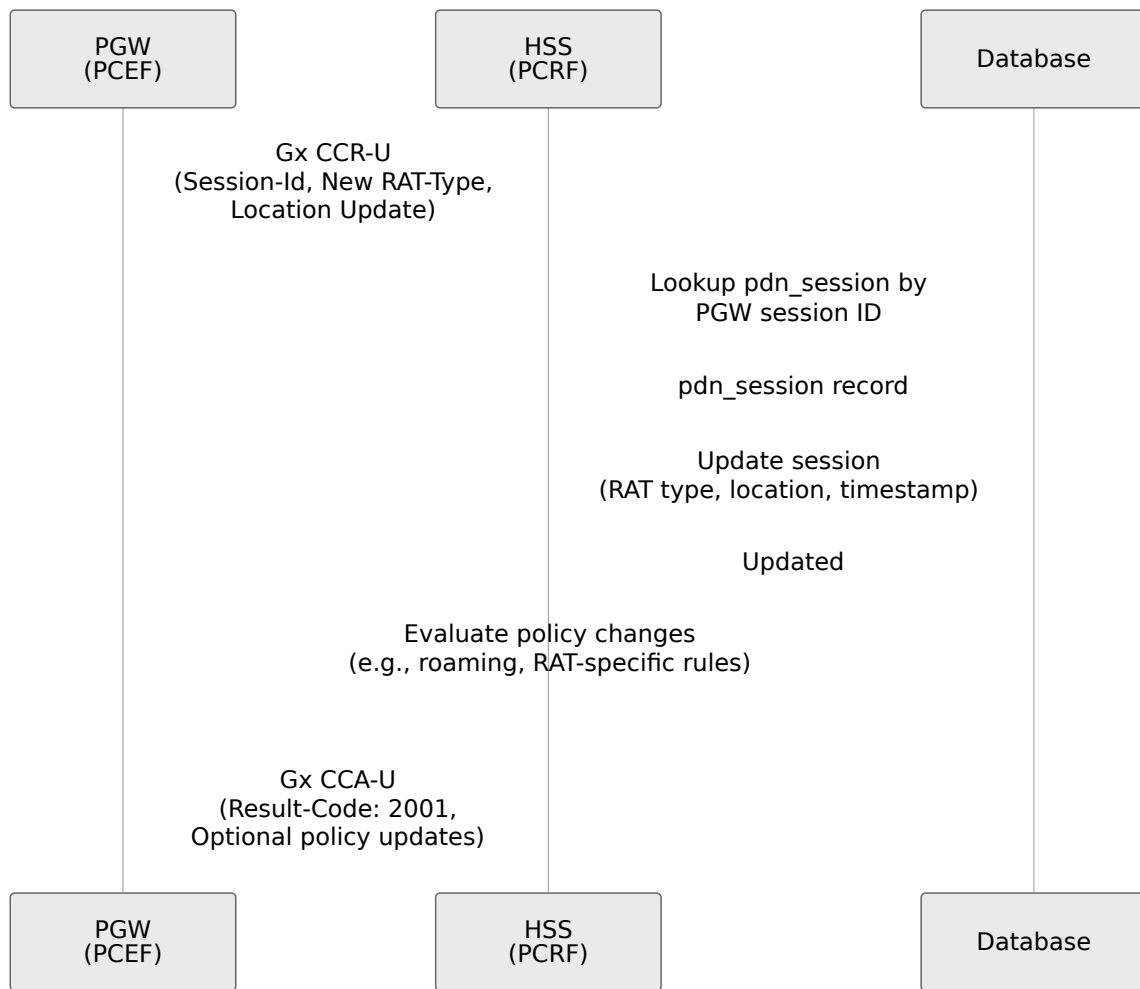 PGW
(PCEF)
HSS
(PCRF)
Database
Gx CCR-U
(Session-Id, New RAT-Type,
Location Update)
Lookup pdn_session by
PGW session ID
pdn_session record
Update session
(RAT type, location, timestamp)
Updated
Evaluate policy changes
(e.g., roaming, RAT-specific rules)
Gx CCA-U
(Result-Code: 2001,
Optional policy updates)
PGW
(PCEF)
HSS
(PCRF)
Database